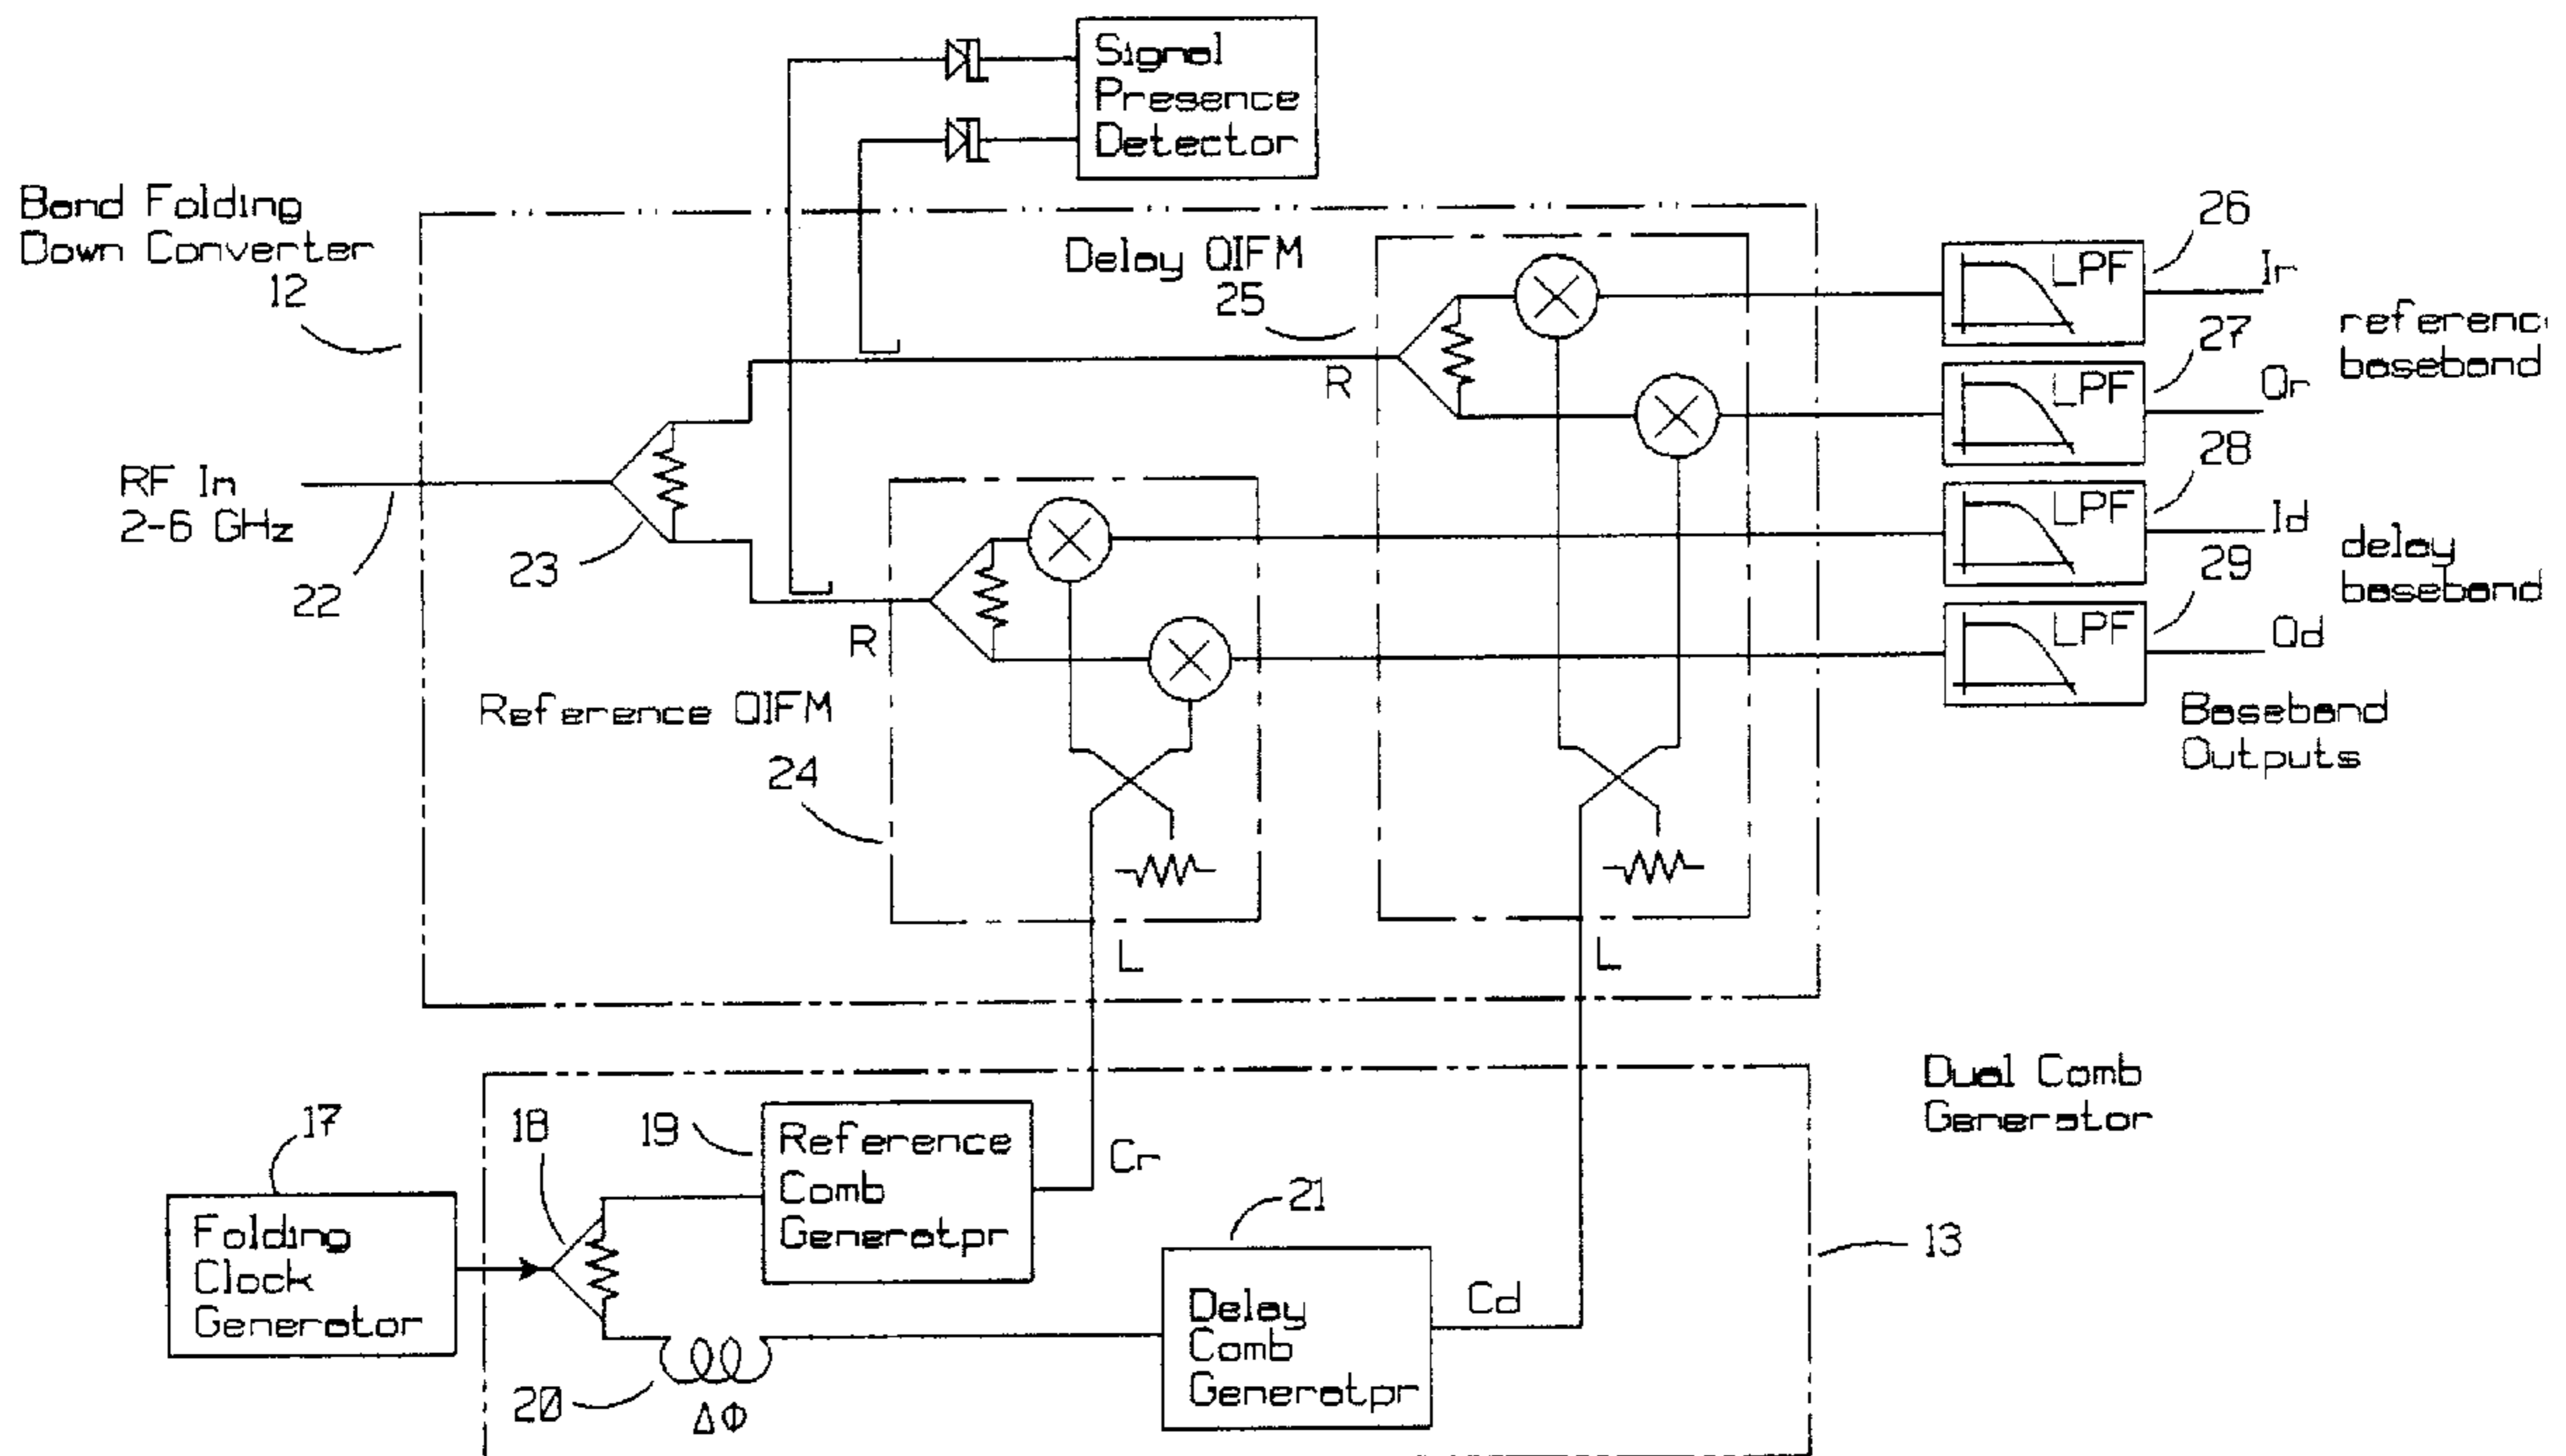 Signal
Presence
Detector
Band Folding
Down Converter
12
Delay QIFM
25
26
LPF
Ir
reference
baseband
27
LPF
Qr
28
LPF
Id
delay
baseband
29
LPF
Qd
Baseband
Outputs
RF In
2-6 GHz
22
23
R
R
Reference QIFM
24
L
L
Dual Comb
Generator
17
18
19
Reference
Comb
Generatpr
Cr
21
13
Folding
Clock
Generator
Delay
Comb
Generatpr
Cd
20
ΔΦ